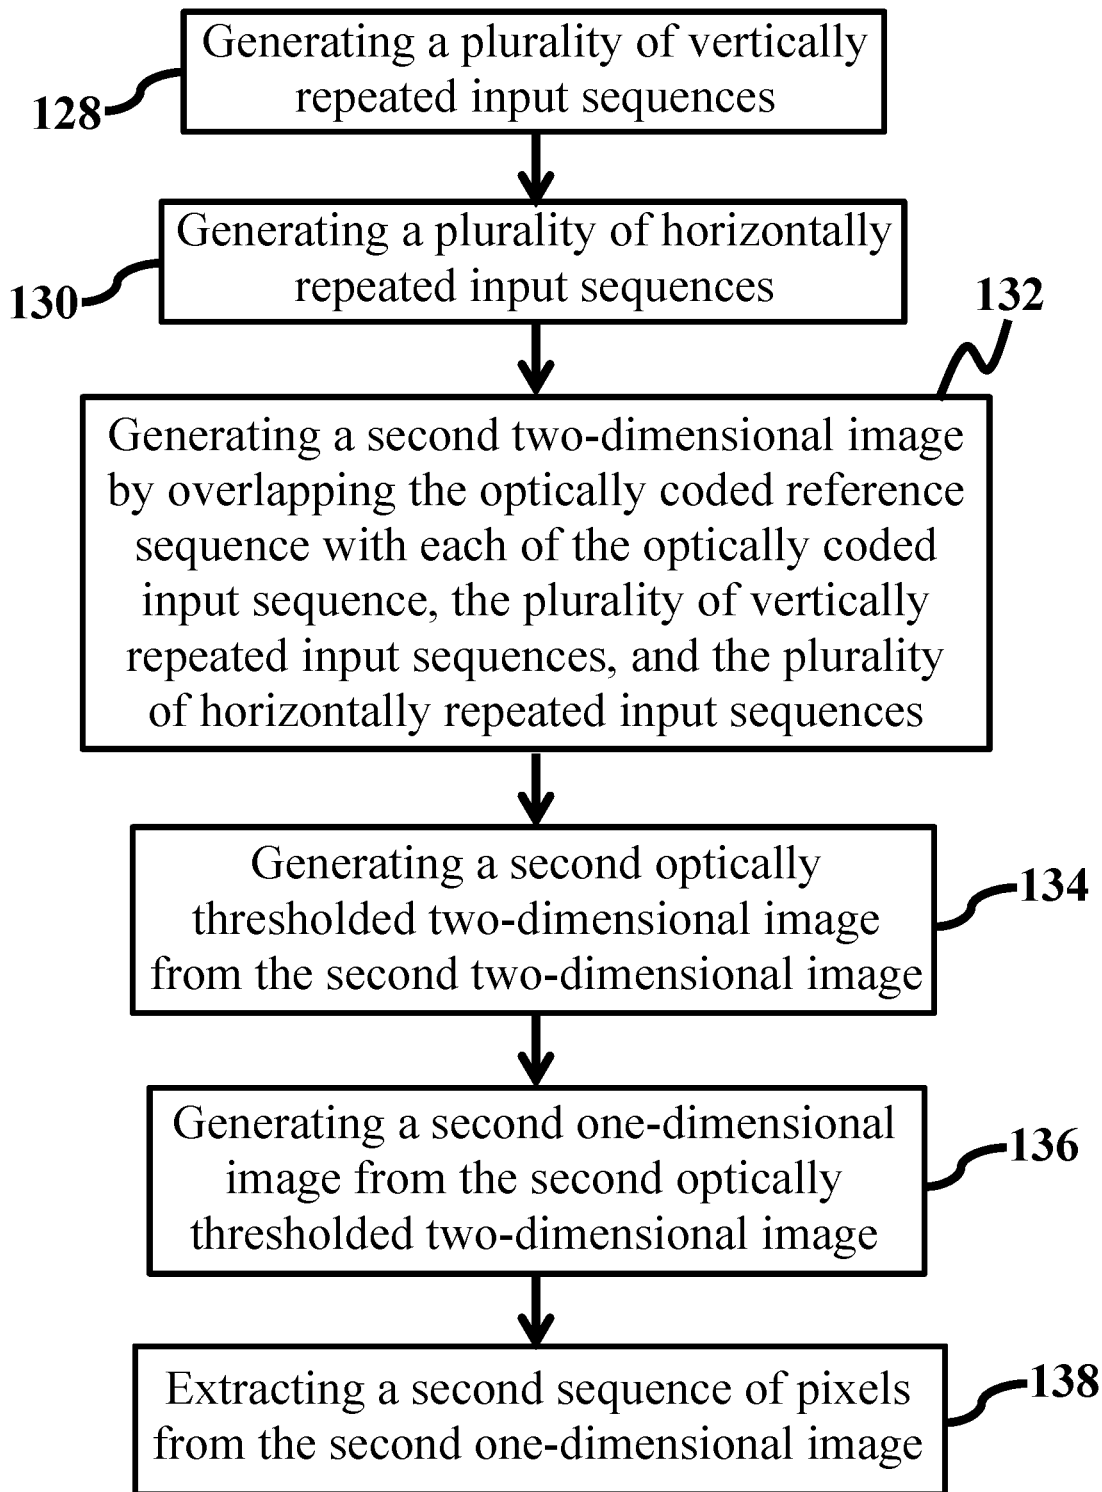 Generating a plurality of vertically
repeated input sequences
128
Generating a plurality of horizontally
repeated input sequences
130
132
Generating a second two-dimensional image
by overlapping the optically coded reference
sequence with each of the optically coded
input sequence, the plurality of vertically
repeated input sequences, and the plurality
of horizontally repeated input sequences
Generating a second optically
thresholded two-dimensional image
from the second two-dimensional image
134
Generating a second one-dimensional
image from the second optically
thresholded two-dimensional image
136
Extracting a second sequence of pixels
from the second one-dimensional image
138